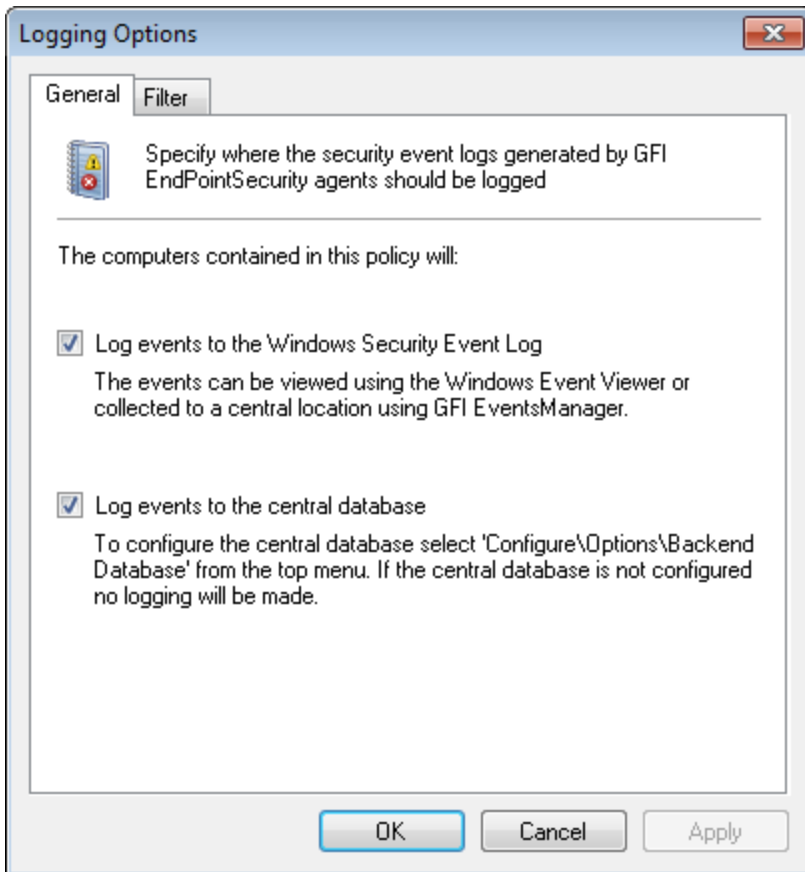 Logging Options
General
Filter
Specify where the security event logs generated by GFI
EndPointSecurity agents should be logged
The computers contained in this policy will:
Log events to the Windows Security Event Log
The events can be viewed using the Windows Event Viewer or
collected to a central location using GFI EventsManager.
Log events to the central database
To configure the central database select 'Configure\Options\Backend
Database' from the top menu. If the central database is not configured
no logging will be made.
OK
Cancel
Apply